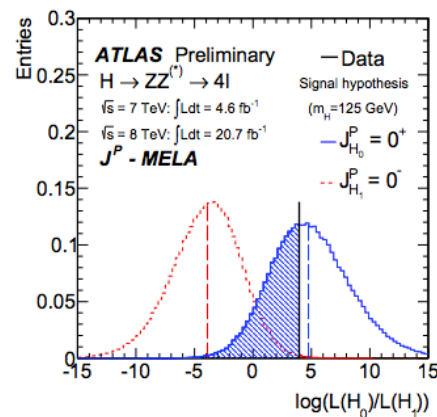 Entries
0.3
0.25
0.2
0.15
0.1
0.05
0
ATLAS Preliminary
H → ZZ(*) → 4l
√s = 7 TeV: ∫Ldt = 4.6 fb-1
√s = 8 TeV: ∫Ldt = 20.7 fb-1
JP - MELA
Data
Signal hypothesis
(mH=125 GeV)
JPH0 = 0+
JPH1 = 0-
-15 -10 -5 0 5 10 15
log(L(H0)/L(H1))